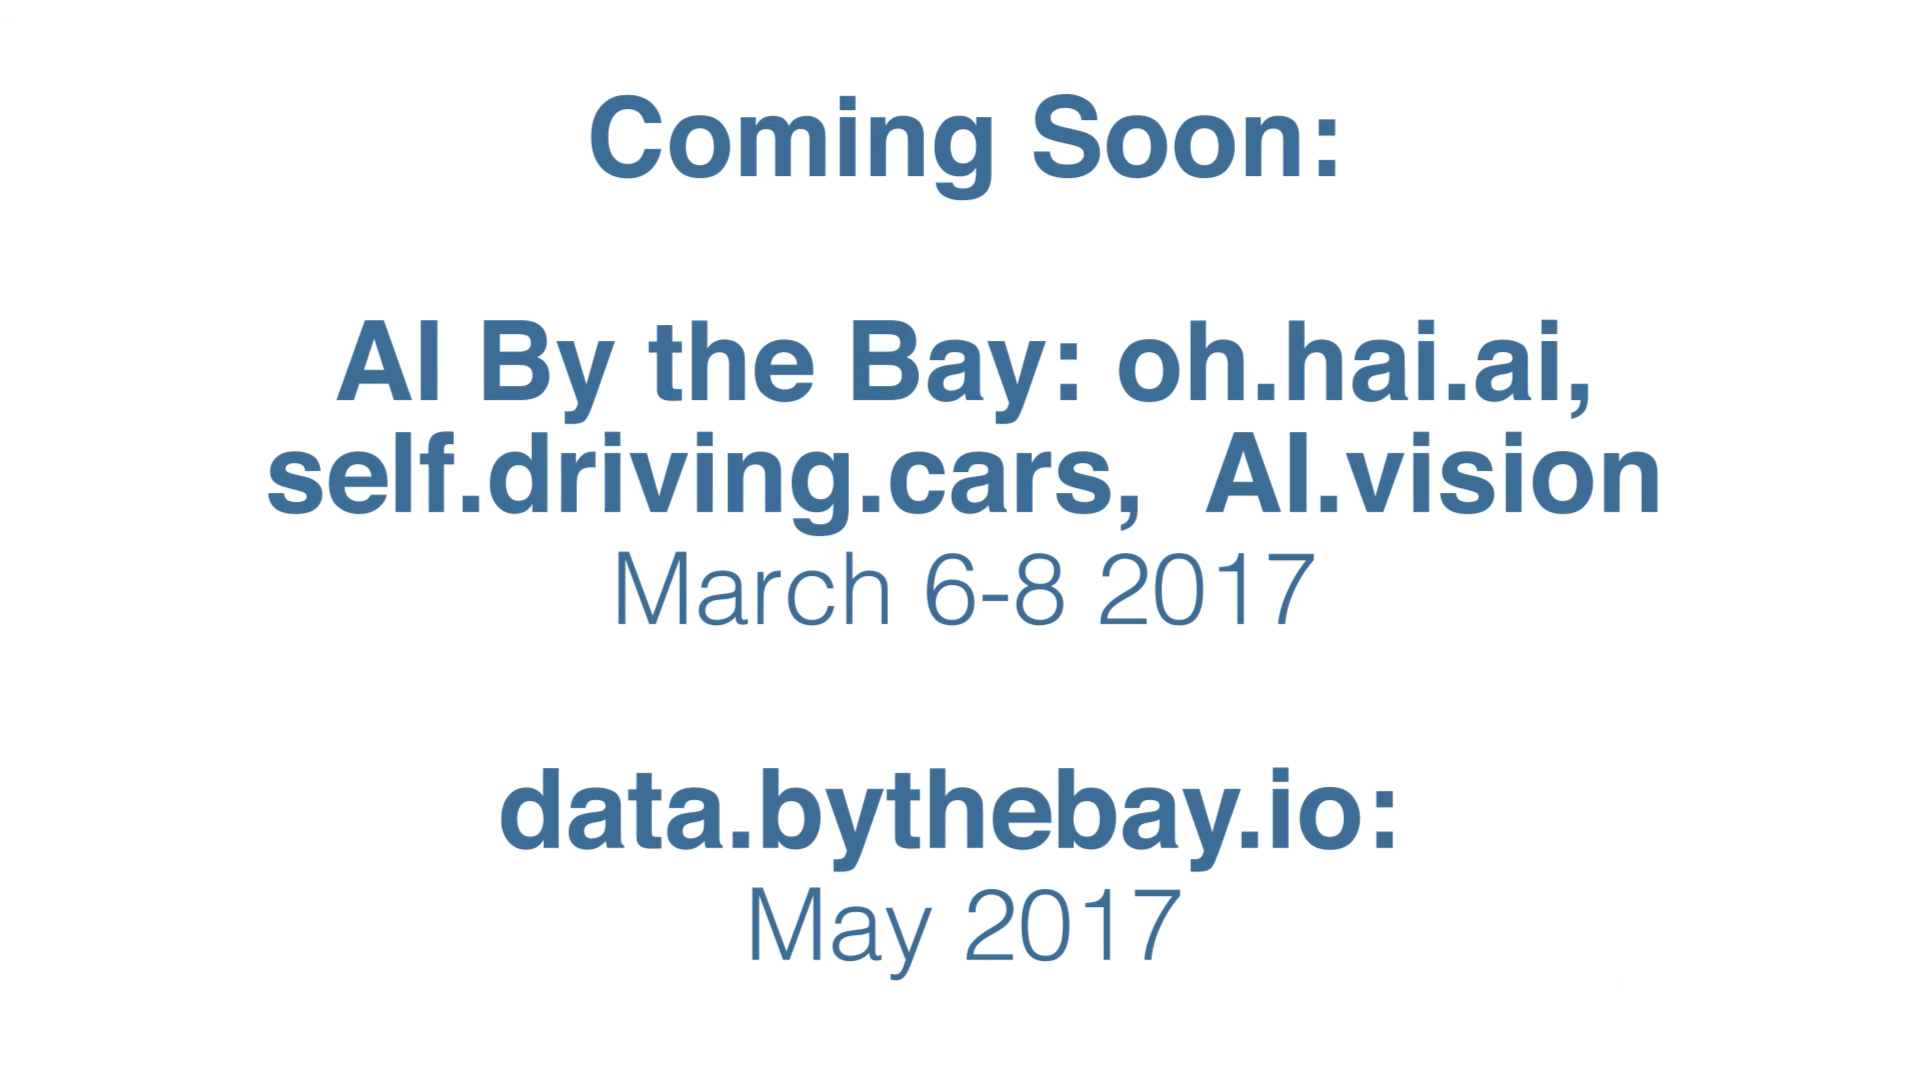 Coming Soon:
AI By the Bay: oh.hai.ai,
self.driving.cars,  AI.vision
March 6-8 2017
data.bythebay.io:
May 2017